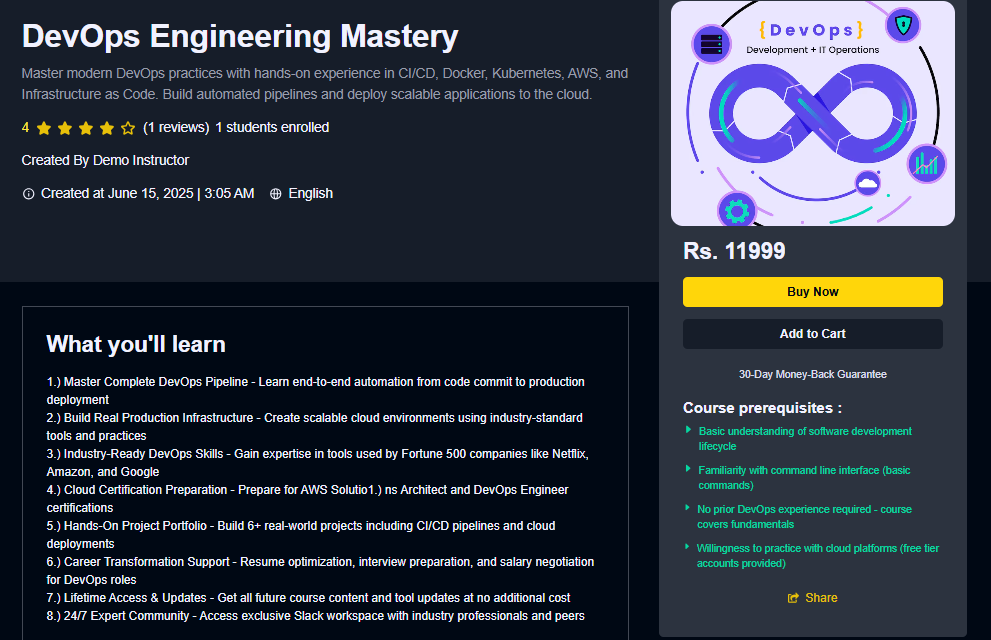 DevOps Engineering Mastery
Master modern DevOps practices with hands-on experience in CI/CD, Docker, Kubernetes, AWS, and
Infrastructure as Code. Build automated pipelines and deploy scalable applications to the cloud.
4 (1 reviews) 1 students enrolled
Created By Demo Instructor
Created at June 15, 2025 | 3:05 AM English
What you'll learn
1.) Master Complete DevOps Pipeline - Learn end-to-end automation from code commit to production
deployment
2.) Build Real Production Infrastructure - Create scalable cloud environments using industry-standard
tools and practices
3.) Industry-Ready DevOps Skills - Gain expertise in tools used by Fortune 500 companies like Netflix,
Amazon, and Google
4.) Cloud Certification Preparation - Prepare for AWS Solutio1.) ns Architect and DevOps Engineer
certifications
5.) Hands-On Project Portfolio - Build 6+ real-world projects including CI/CD pipelines and cloud
deployments
6.) Career Transformation Support - Resume optimization, interview preparation, and salary negotiation
for DevOps roles
7.) Lifetime Access & Updates - Get all future course content and tool updates at no additional cost
8.) 24/7 Expert Community - Access exclusive Slack workspace with industry professionals and peers
{DevOps}
Development + IT Operations
Rs. 11999
Buy Now
Add to Cart
30-Day Money-Back Guarantee
Course prerequisites :
Basic understanding of software development
lifecycle
Familiarity with command line interface (basic
commands)
No prior DevOps experience required - course
covers fundamentals
Willingness to practice with cloud platforms (free tier
accounts provided)
Share